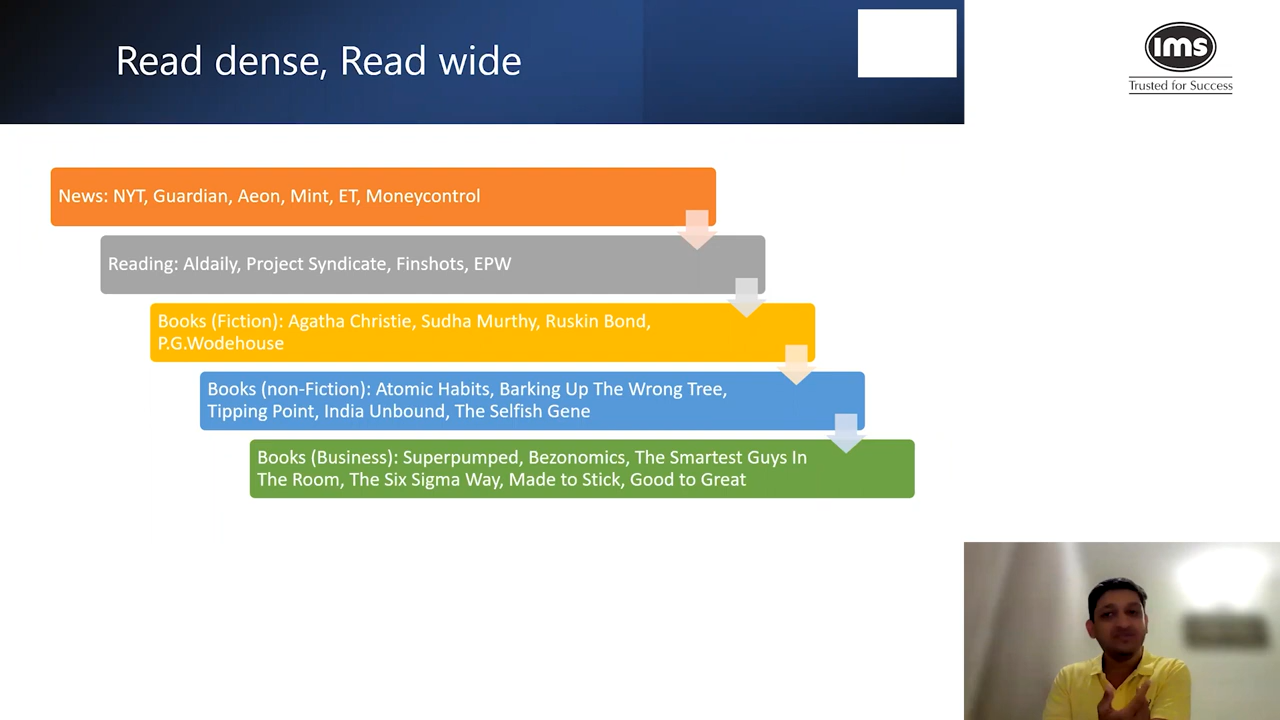 Read dense, Read wide
ims
Trusted for Success
News: NYT, Guardian, Aeon, Mint, ET, Moneycontrol
Reading: Aldaily, Project Syndicate, Finshots, EPW
Books (Fiction): Agatha Christie, Sudha Murthy, Ruskin Bond,
P.G.Wodehouse
Books (non-Fiction): Atomic Habits, Barking Up The Wrong Tree,
Tipping Point, India Unbound, The Selfish Gene
Books (Business): Superpumped, Bezonomics, The Smartest Guys In
The Room, The Six Sigma Way, Made to Stick, Good to Great